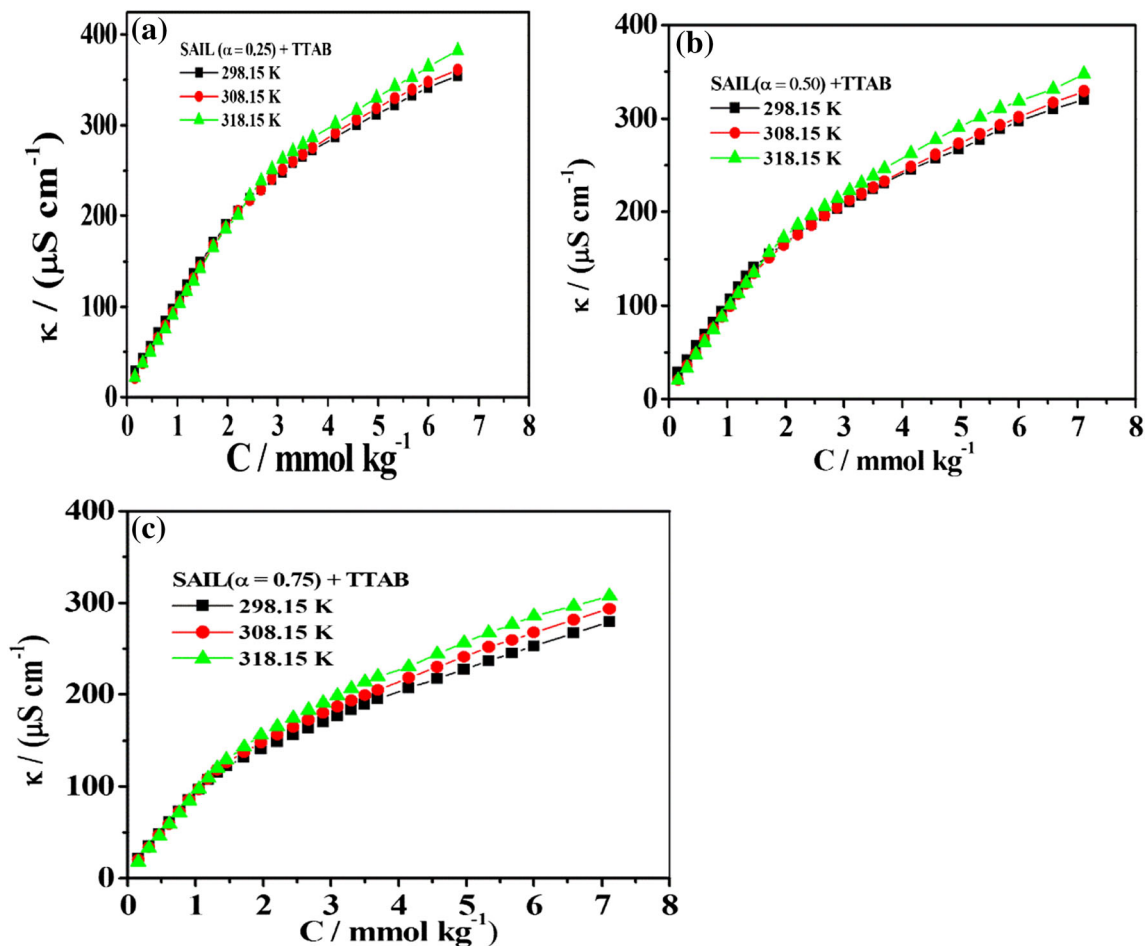 (a)
SAIL (α = 0.25) + TTAB
298.15 K
308.15 K
318.15 K
400
300
200
100
0
κ / (μS cm-1)
0 1 2 3 4 5 6 7 8
C / mmol kg-1
(b)
SAIL(α = 0.50) +TTAB
298.15 K
308.15 K
318.15 K
400
300
200
100
0
κ / (μS cm-1)
0 1 2 3 4 5 6 7 8
C / mmol kg-1
(c)
SAIL(α = 0.75) + TTAB
298.15 K
308.15 K
318.15 K
400
300
200
100
0
κ / (μS cm-1)
0 1 2 3 4 5 6 7 8
C / mmol kg-1)